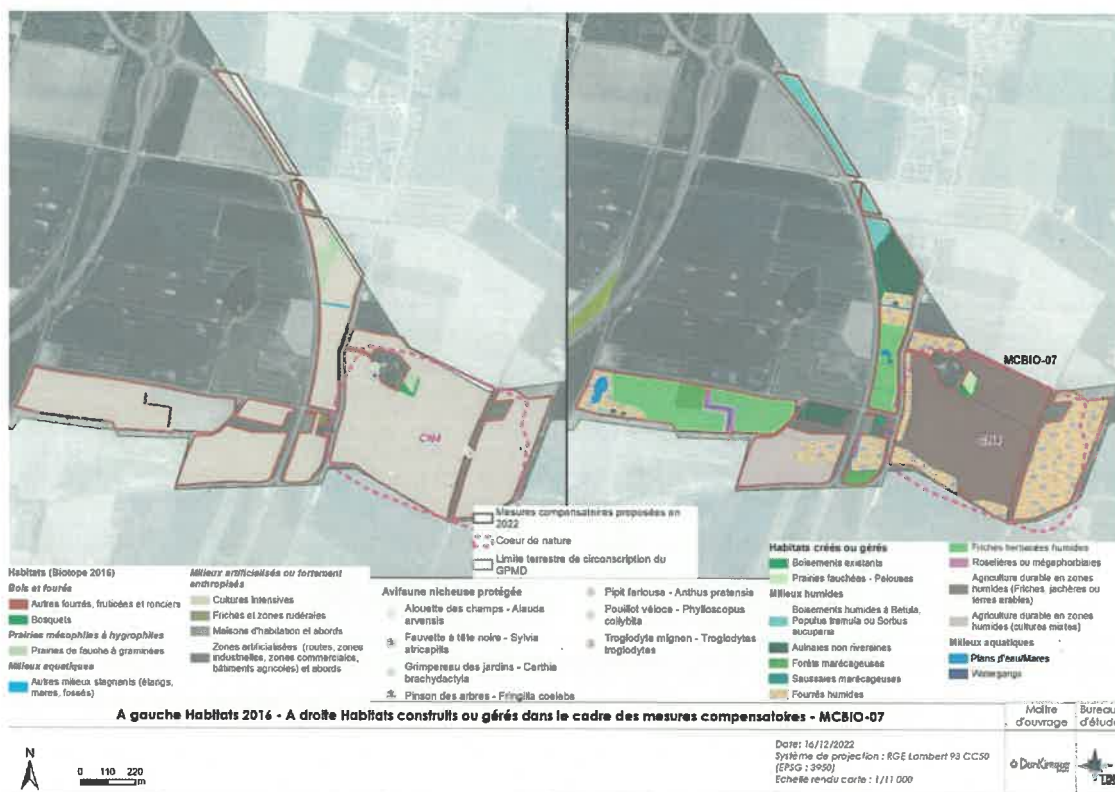 MCBIO-07
Mesures compensatoires proposées en
2022
Coeur de nature
Limite terrestre de circonscription du
GPMD
Habitats (Biotope 2016)
Bois et fourrés
Autres fourrés, fruticées et ronciers
Bosquets
Prairies mésophiles à hygrophiles
Prairies de fauche à graminées
Milieux aquatiques
Autres milieux stagnants (étangs,
mares, fossés)
Milieux artificialisés ou fortement
anthropisés
Cultures intensives
Friches et zones rudérales
Maisons d'habitation et abords
Zones artificialisées (routes, zones
industrielles, zones commerciales,
bâtiments agricoles) et abords
Avifaune nicheuse protégée
Alouette des champs - Alauda
arvensis
Fauvette à tête noire - Sylvia
atricapilla
Grimpereau des jardins - Certhia
brachydactyla
Pinson des arbres - Fringilla coelebs
Pipit farlouse - Anthus pratensis
Pouillot véloce - Phylloscopus
collybita
Troglodyte mignon - Troglodytes
troglodytes
Habitats créés ou gérés
Boisements existants
Prairies fauchées - Pelouses
Milieux humides
Boisements humides à Betula,
Populus tremula ou Sorbus
aucuparia
Aulnaies non riveraines
Forêts marécageuses
Saussaies marécageuses
Fourrés humides
Friches herbacées humides
Roselières ou mégaphorbiaies
Agriculture durable en zones
humides (Friches, jachères ou
terres arables)
Agriculture durable en zones
humides (cultures mixtes)
Milieux aquatiques
Plans d'eau/Mares
Watergangs
A gauche Habitats 2016 - A droite Habitats construits ou gérés dans le cadre des mesures compensatoires - MCBIO-07
Maître
d'ouvrage
Bureau
d'étude
N
0 110 220
m
Date: 16/12/2022
Système de projection : RGE Lambert 93 CC50
(EPSG : 3950)
Echelle rendu carte : 1/11 000
Dunkerque